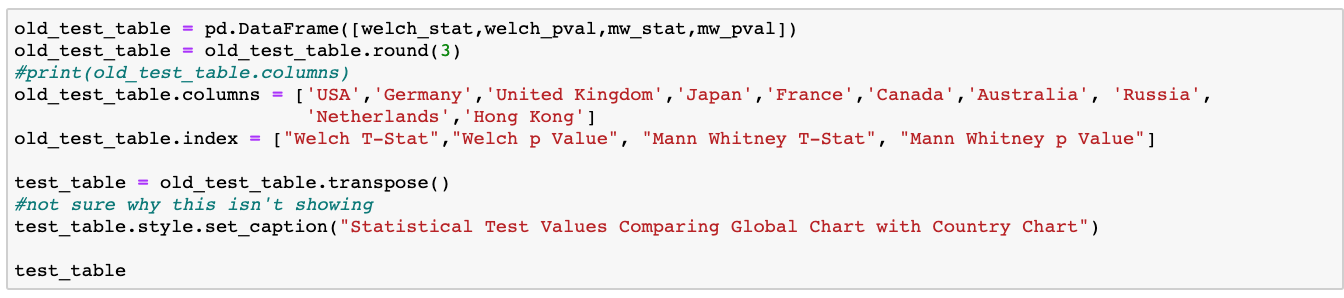 old_test_table = pd.DataFrame([welch_stat,welch_pval,mw_stat,mw_pval])
old_test_table = old_test_table.round(3)
#print(old_test_table.columns)
old_test_table.columns = ['USA','Germany','United Kingdom','Japan','France','Canada','Australia', 'Russia',
                          'Netherlands','Hong Kong']
old_test_table.index = ["Welch T-Stat","Welch p Value", "Mann Whitney T-Stat", "Mann Whitney p Value"]

test_table = old_test_table.transpose()
#not sure why this isn't showing
test_table.style.set_caption("Statistical Test Values Comparing Global Chart with Country Chart")

test_table